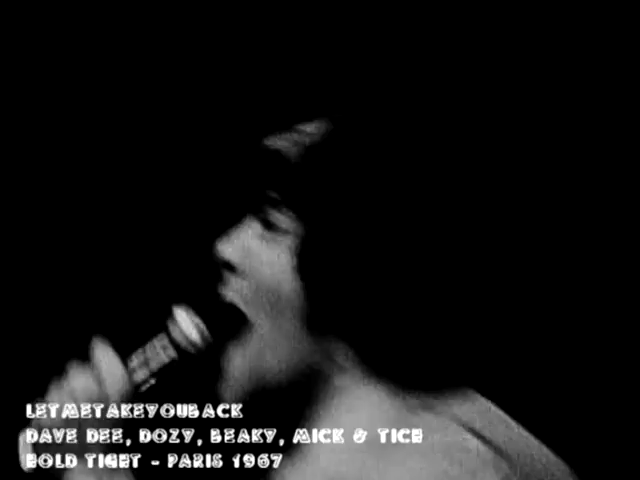 LETMETAKEYOUBACK
DAVE DEE, DOZY, BEAKY, MICK & TICH
HOLD TIGHT - PARIS 1967